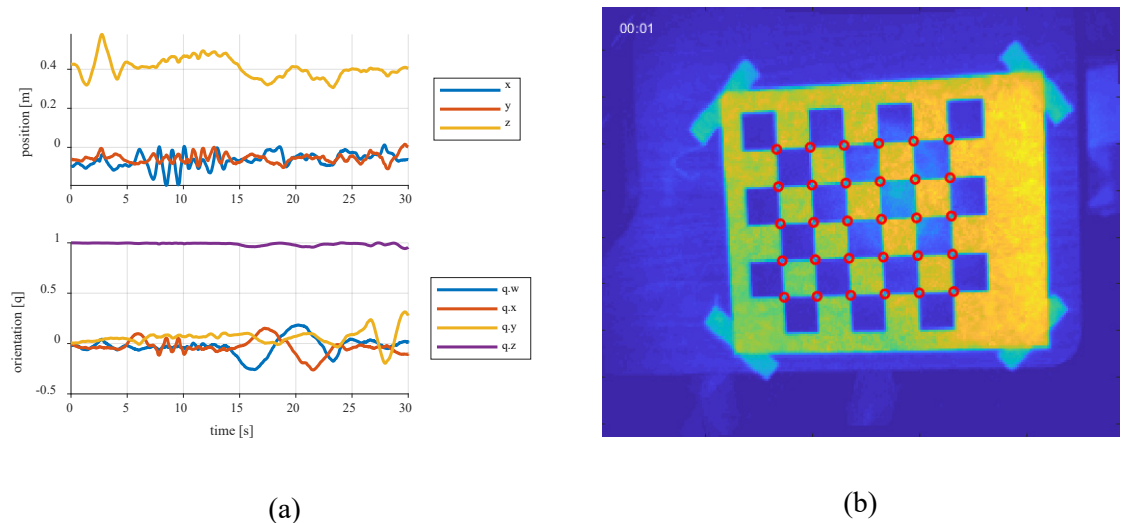 0.4
0.2
0
position [m]
0 5 10 15 20 25 30
x
y
z
1
0.5
0
-0.5
orientaation [q]
0 5 10 15 20 25 30
time [s]
q.w
q.x
q.y
q.z
(a)
00:01
(b)